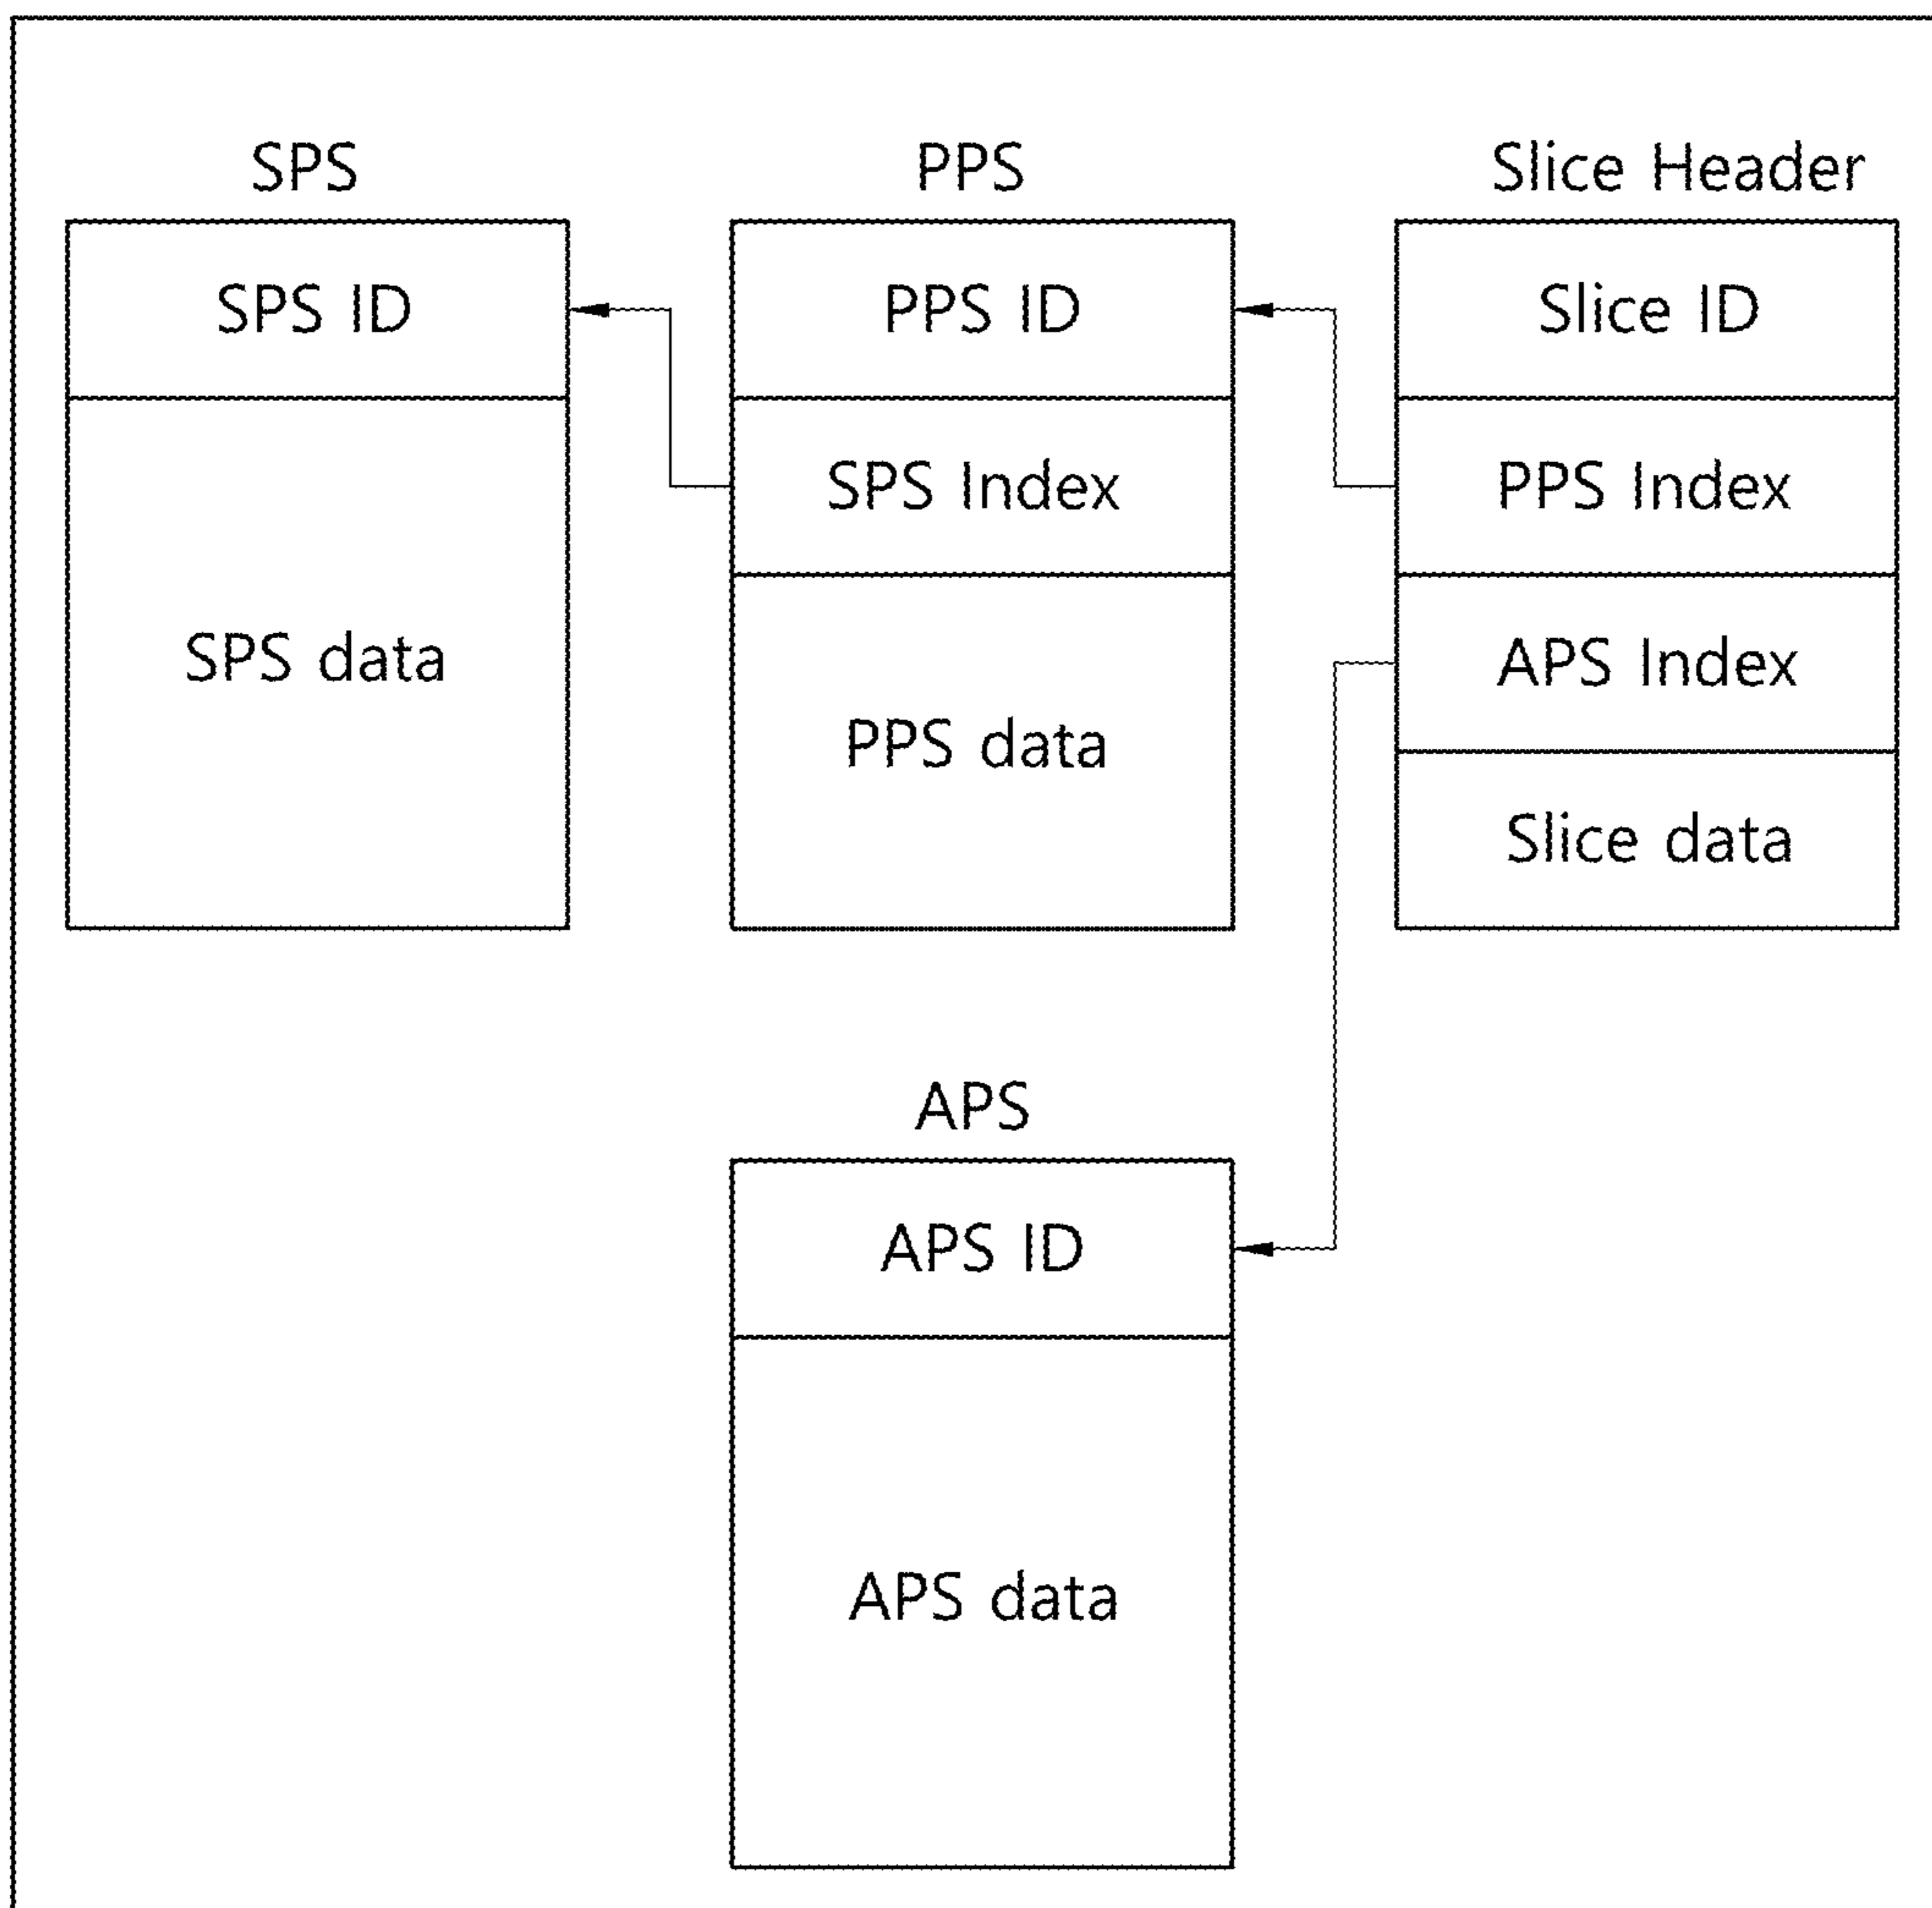 SPS
SPS ID
SPS data
PPS
PPS ID
SPS Index
PPS data
Slice Header
Slice ID
PPS Index
APS Index
Slice data
APS
APS ID
APS data